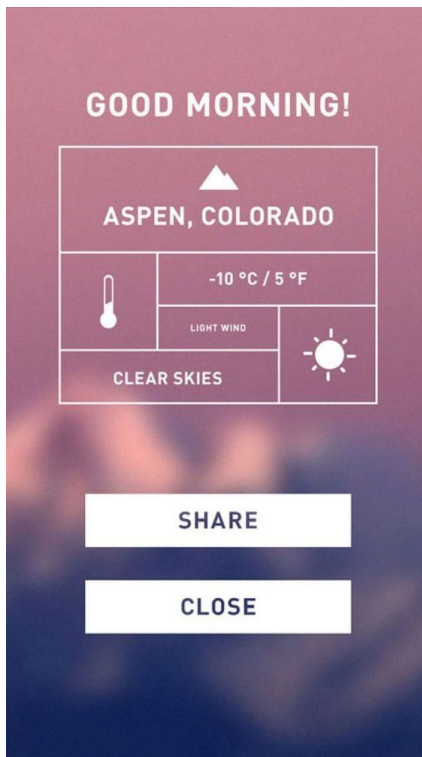 GOOD MORNING!
ASPEN, COLORADO
-10 °C / 5 °F
LIGHT WIND
CLEAR SKIES
SHARE
CLOSE